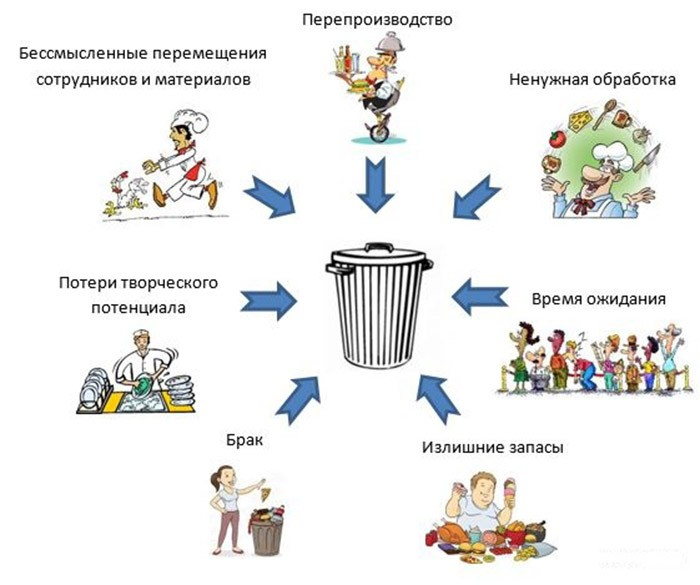 Перепроизводство
Бессмысленные перемещения
сотрудников и материалов
Ненужная обработка
Потери творческого
потенциала
Время ожидания
Брак
Излишние запасы